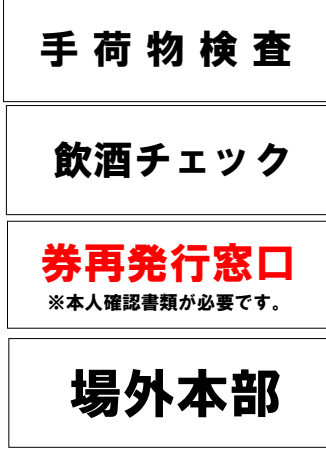 手荷物検査
飲酒チェック
券再発行窓口
※本人確認書類が必要です。
場外本部